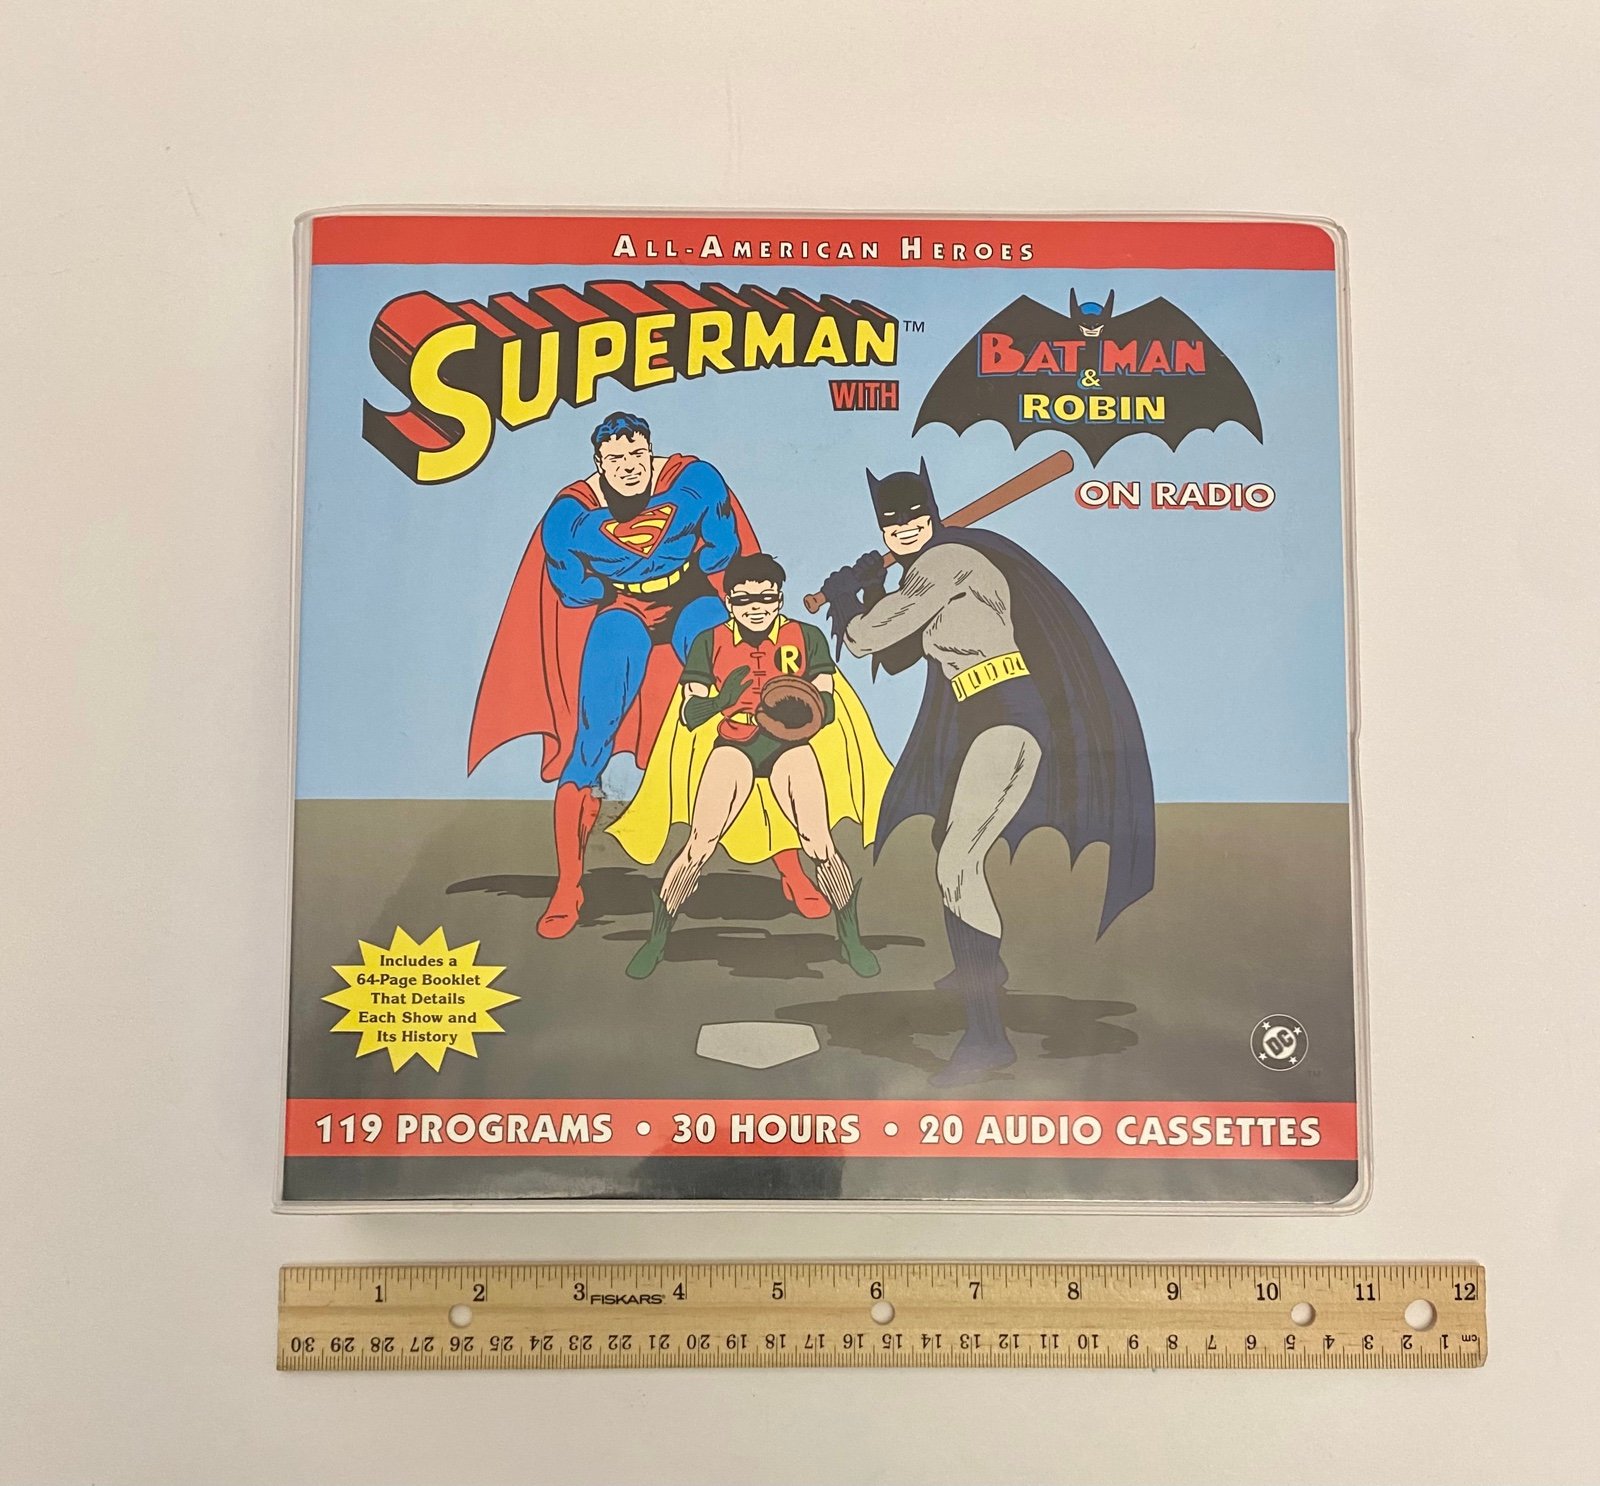 ALL-AMERICAN HEROES
SUPERMAN™
WITH
BATMAN
&
ROBIN
ON RADIO
R
Includes a
64-Page Booklet
That Details
Each Show and
Its History
DC
TM
119 PROGRAMS • 30 HOURS • 20 AUDIO CASSETTES
1 2 3 FISKARS 4 5 6 7 8 9 10 11 12
30 29 28 27 26 25 24 23 22 21 20 19 18 17 16 15 14 13 12 11 10 9 8 7 6 5 4 3 2 1 cm